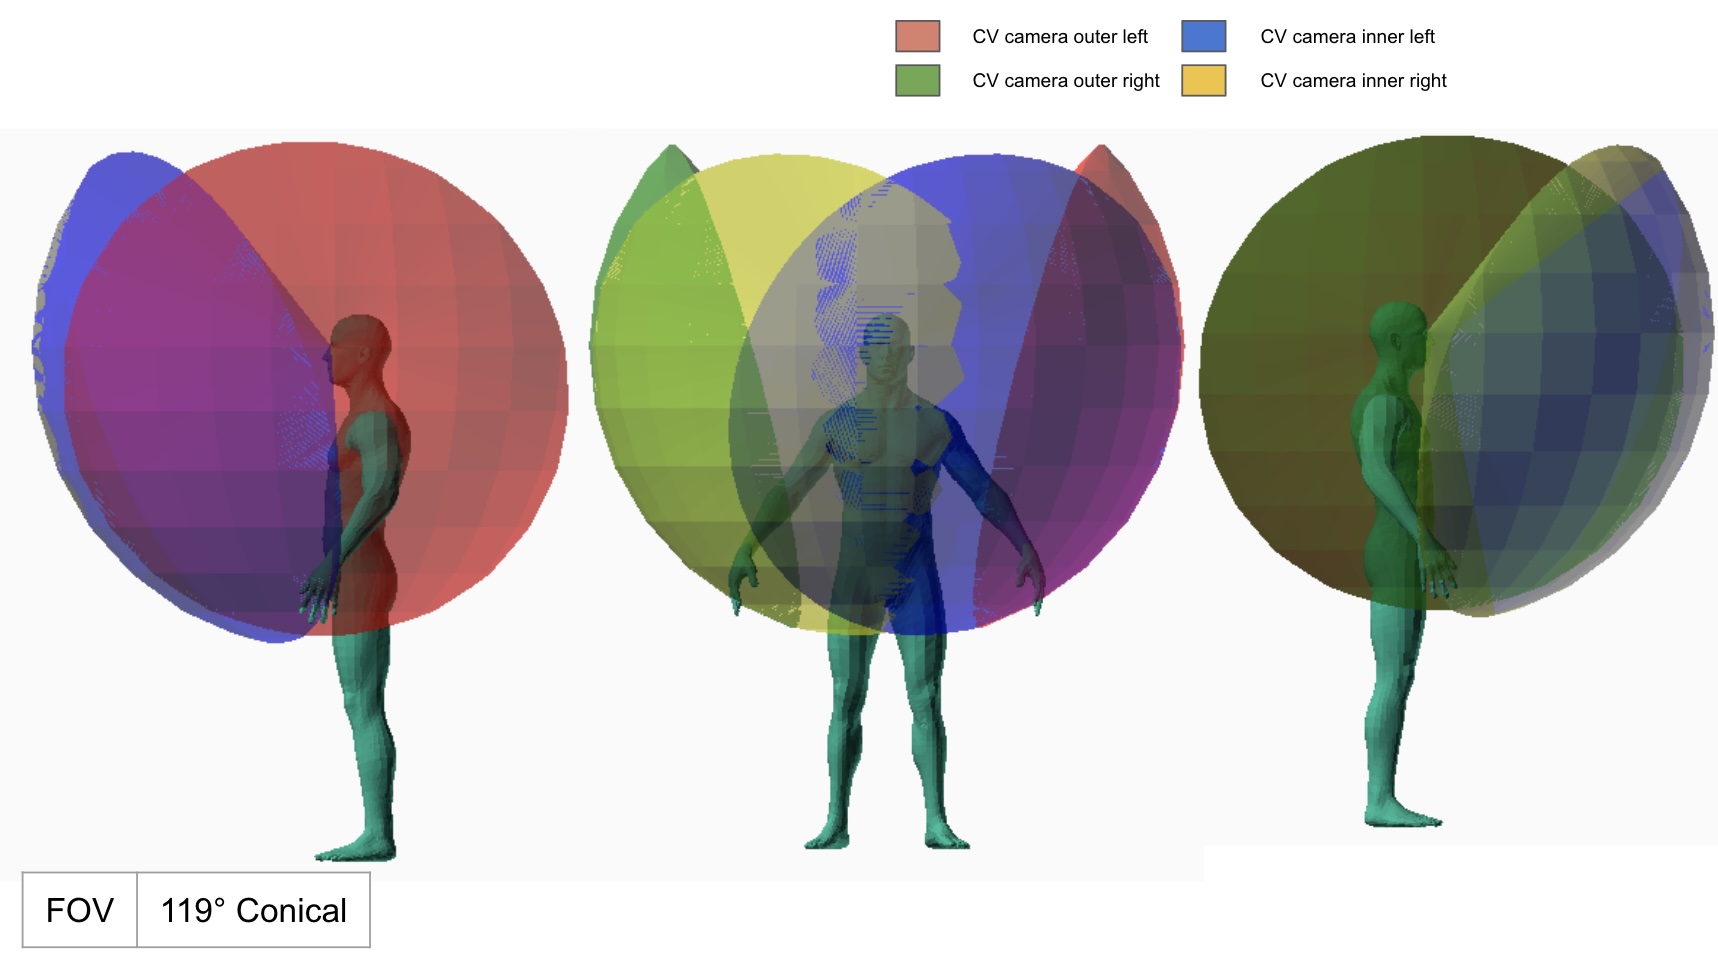 CV camera outer left
CV camera inner left
CV camera outer right
CV camera inner right
FOV
119° Conical